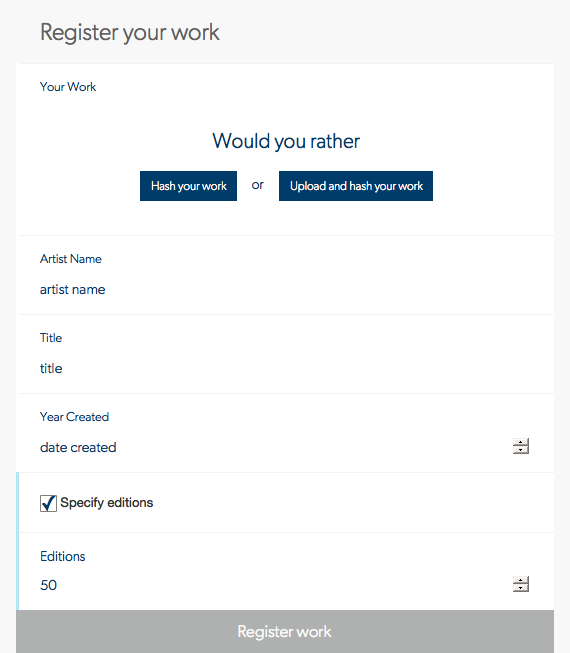 Register your work
Your Work
Would you rather
Hash your work or Upload and hash your work
Artist Name
artist name
Title
title
Year Created
date created
Specify editions
Editions
50
Register work